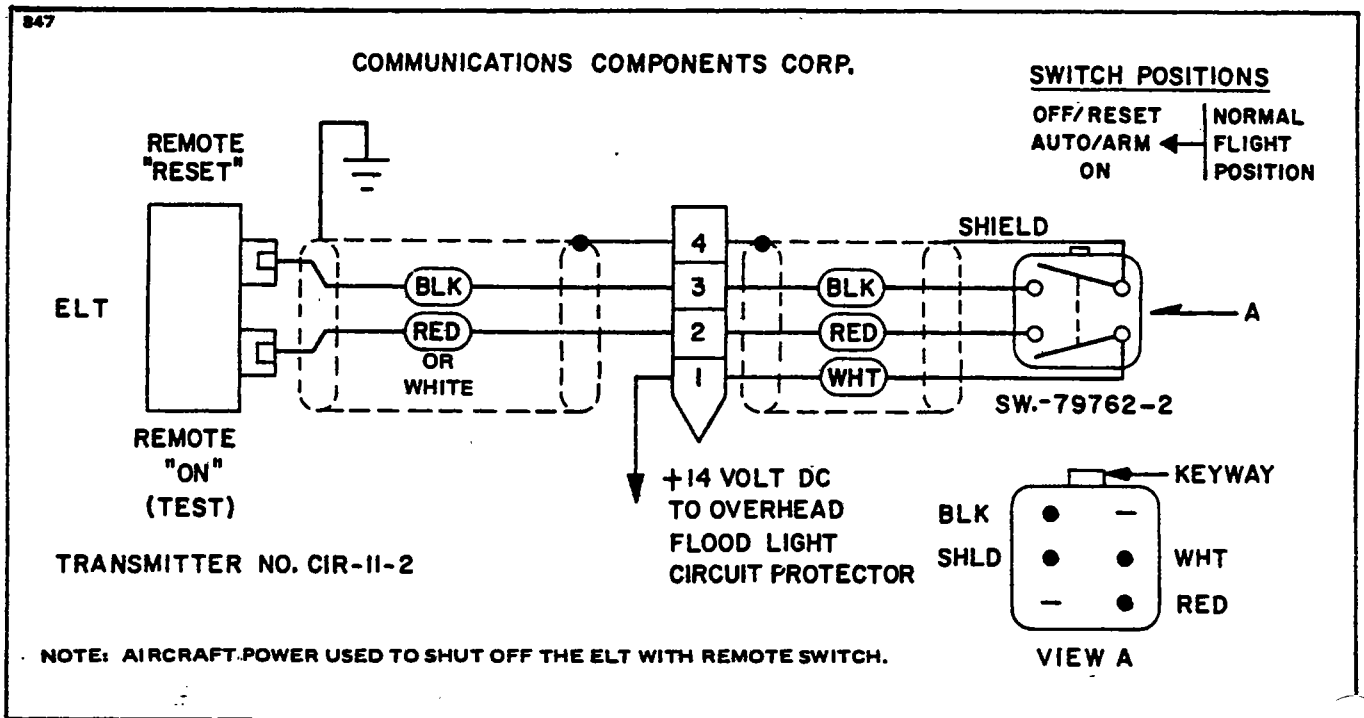 847
COMMUNICATIONS COMPONENTS CORP.
SWITCH POSITIONS
OFF/RESET
AUTO/ARM
ON
NORMAL
FLIGHT
POSITION
REMOTE
"RESET"
ELT
BLK
RED
OR
WHITE
4
3
2
1
SHIELD
BLK
RED
WHT
A
SW.-79762-2
REMOTE
"ON"
(TEST)
+14 VOLT DC
TO OVERHEAD
FLOOD LIGHT
CIRCUIT PROTECTOR
TRANSMITTER NO. CIR-11-2
KEYWAY
BLK
SHLD
WHT
RED
VIEW A
NOTE: AIRCRAFT POWER USED TO SHUT OFF THE ELT WITH REMOTE SWITCH.